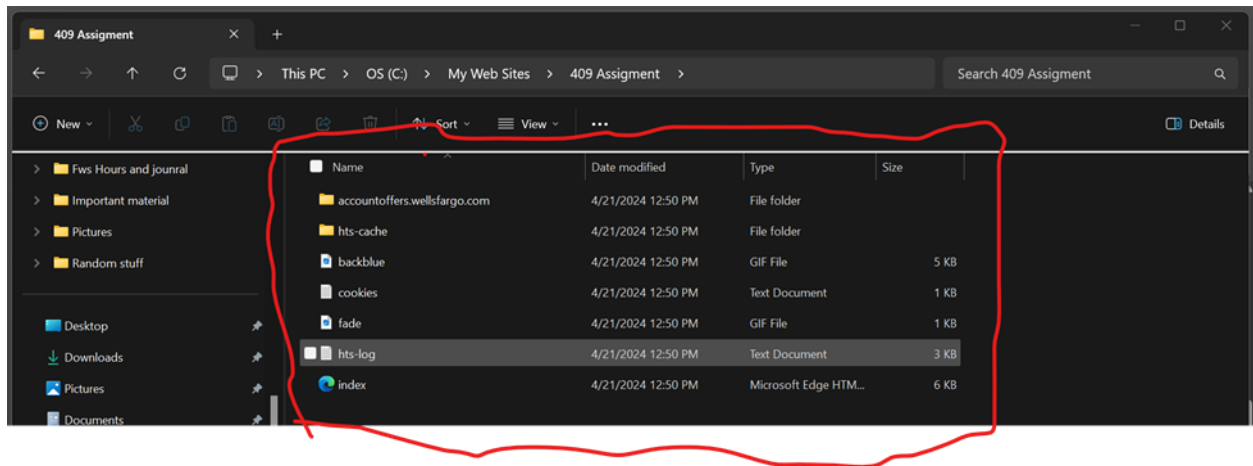 409 Assigment
This PC > OS (C:) > My Web Sites > 409 Assigment >
Search 409 Assigment
New
Sort
View
Details
Fws Hours and jounral
Important material
Pictures
Random stuff
Desktop
Downloads
Pictures
Documents
Name Date modified Type Size
accountoffers.wellsfargo.com 4/21/2024 12:50 PM File folder
hts-cache 4/21/2024 12:50 PM File folder
backblue 4/21/2024 12:50 PM GIF File 5 KB
cookies 4/21/2024 12:50 PM Text Document 1 KB
fade 4/21/2024 12:50 PM GIF File 1 KB
hts-log 4/21/2024 12:50 PM Text Document 3 KB
index 4/21/2024 12:50 PM Microsoft Edge HTM... 6 KB